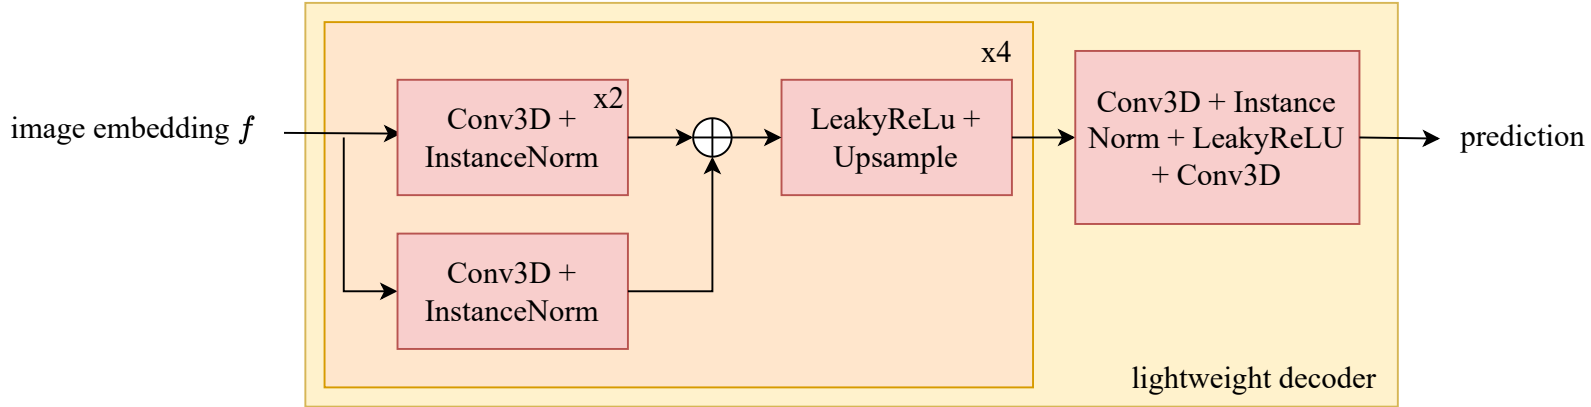 image embedding f
x4
x2
Conv3D +
InstanceNorm
LeakyReLu +
Upsample
Conv3D + Instance
Norm + LeakyReLU
+ Conv3D
prediction
Conv3D +
InstanceNorm
lightweight decoder